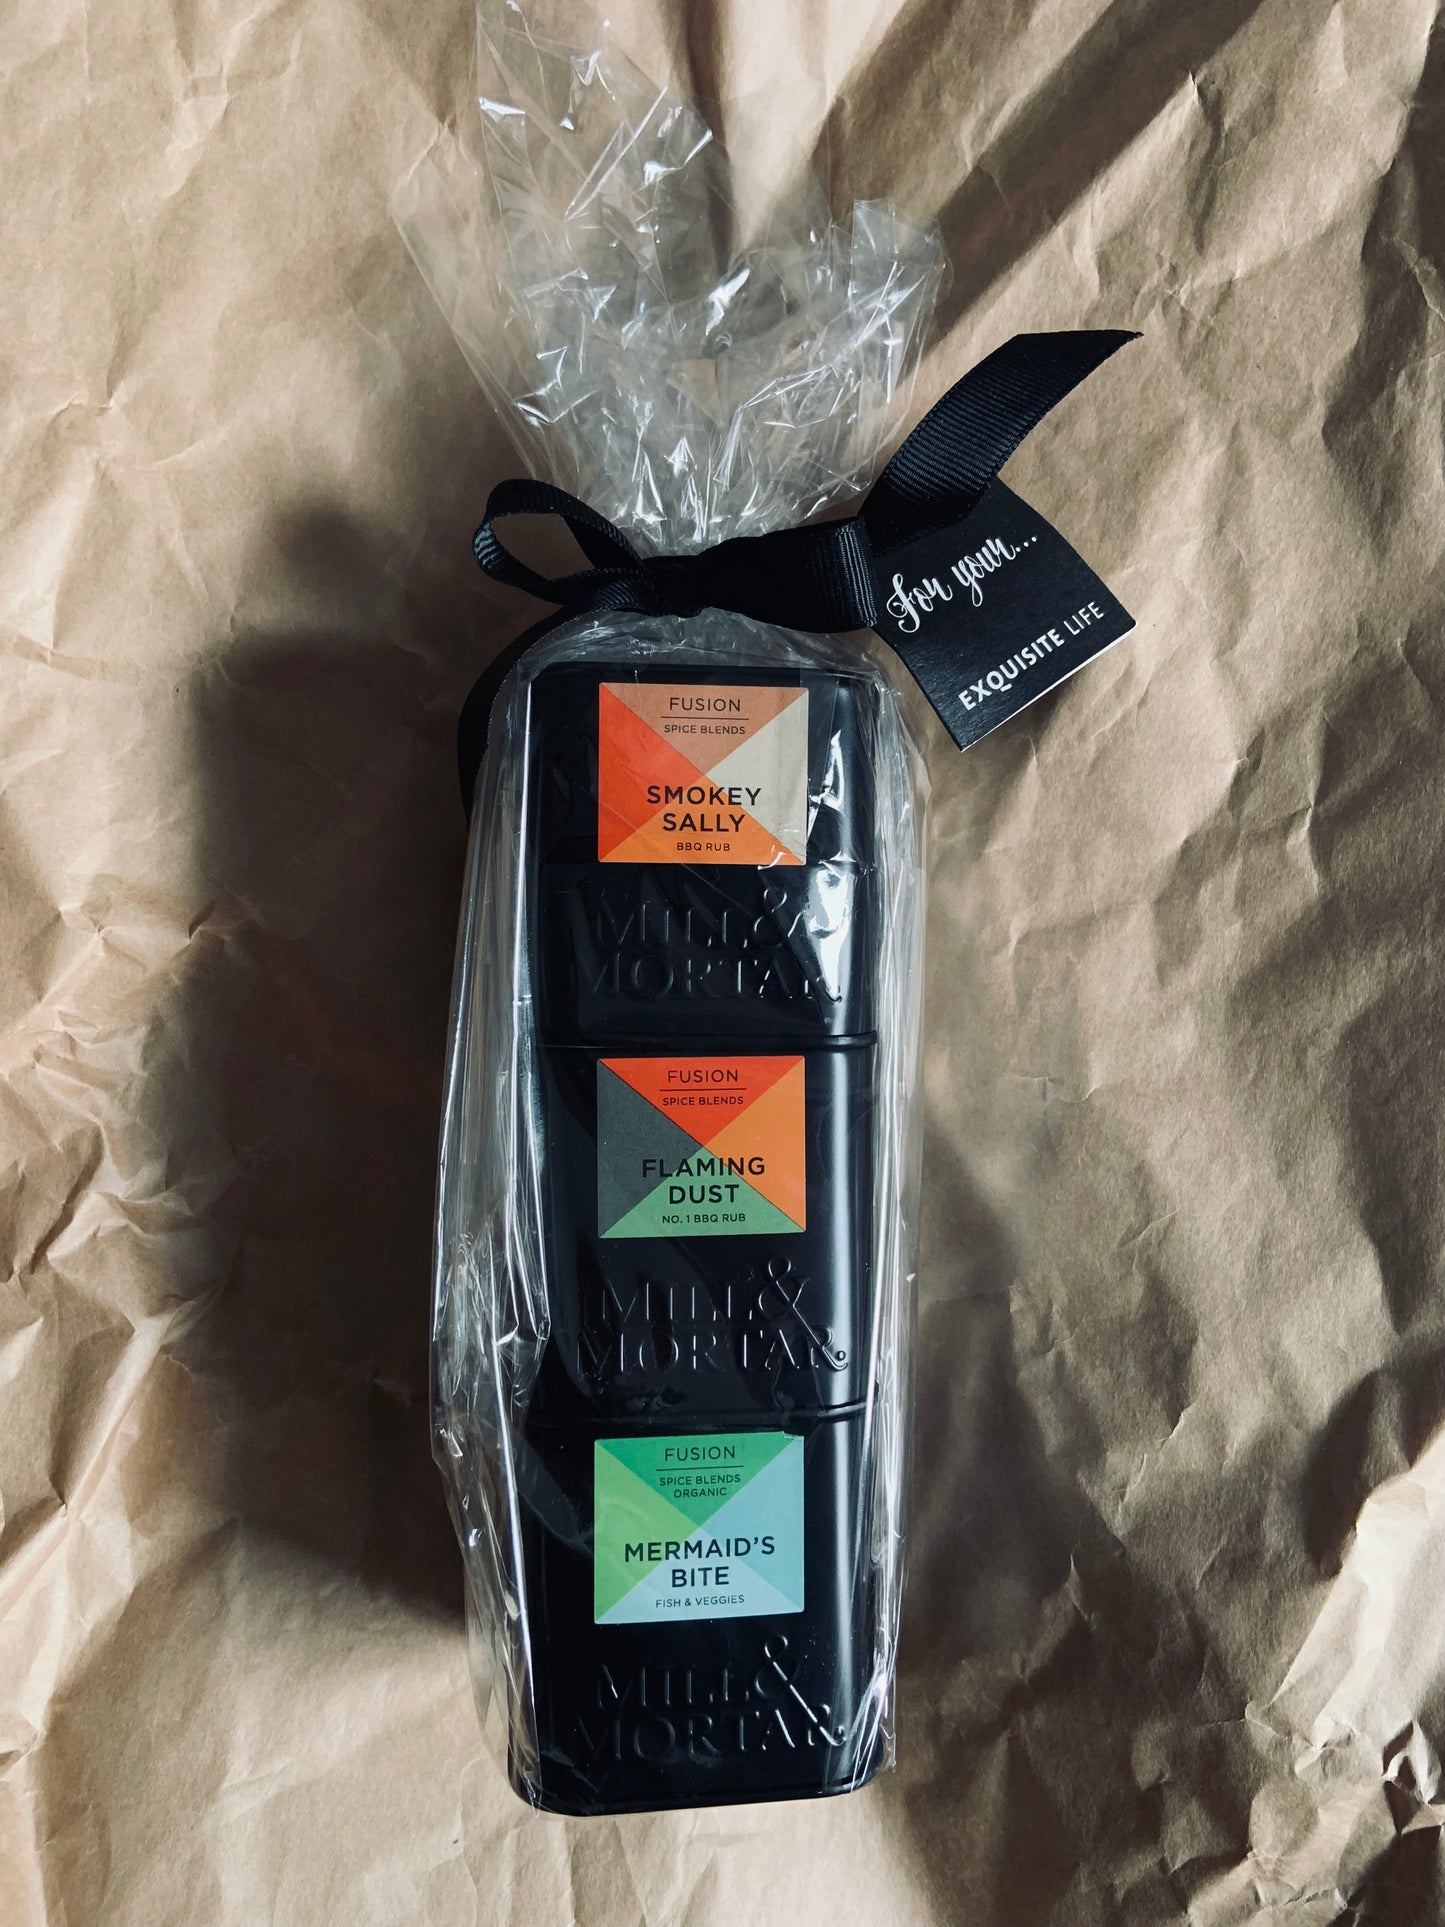 For your...
EXQUISITE LIFE
FUSION
SPICE BLENDS
SMOKEY
SALLY
BBQ RUB
MILL &
MORTAR
FUSION
SPICE BLENDS
FLAMING
DUST
NO. 1 BBQ RUB
MILL &
MORTAR.
FUSION
SPICE BLENDS
ORGANIC
MERMAID'S
BITE
FISH & VEGGIES
MILL &
MORTAR.